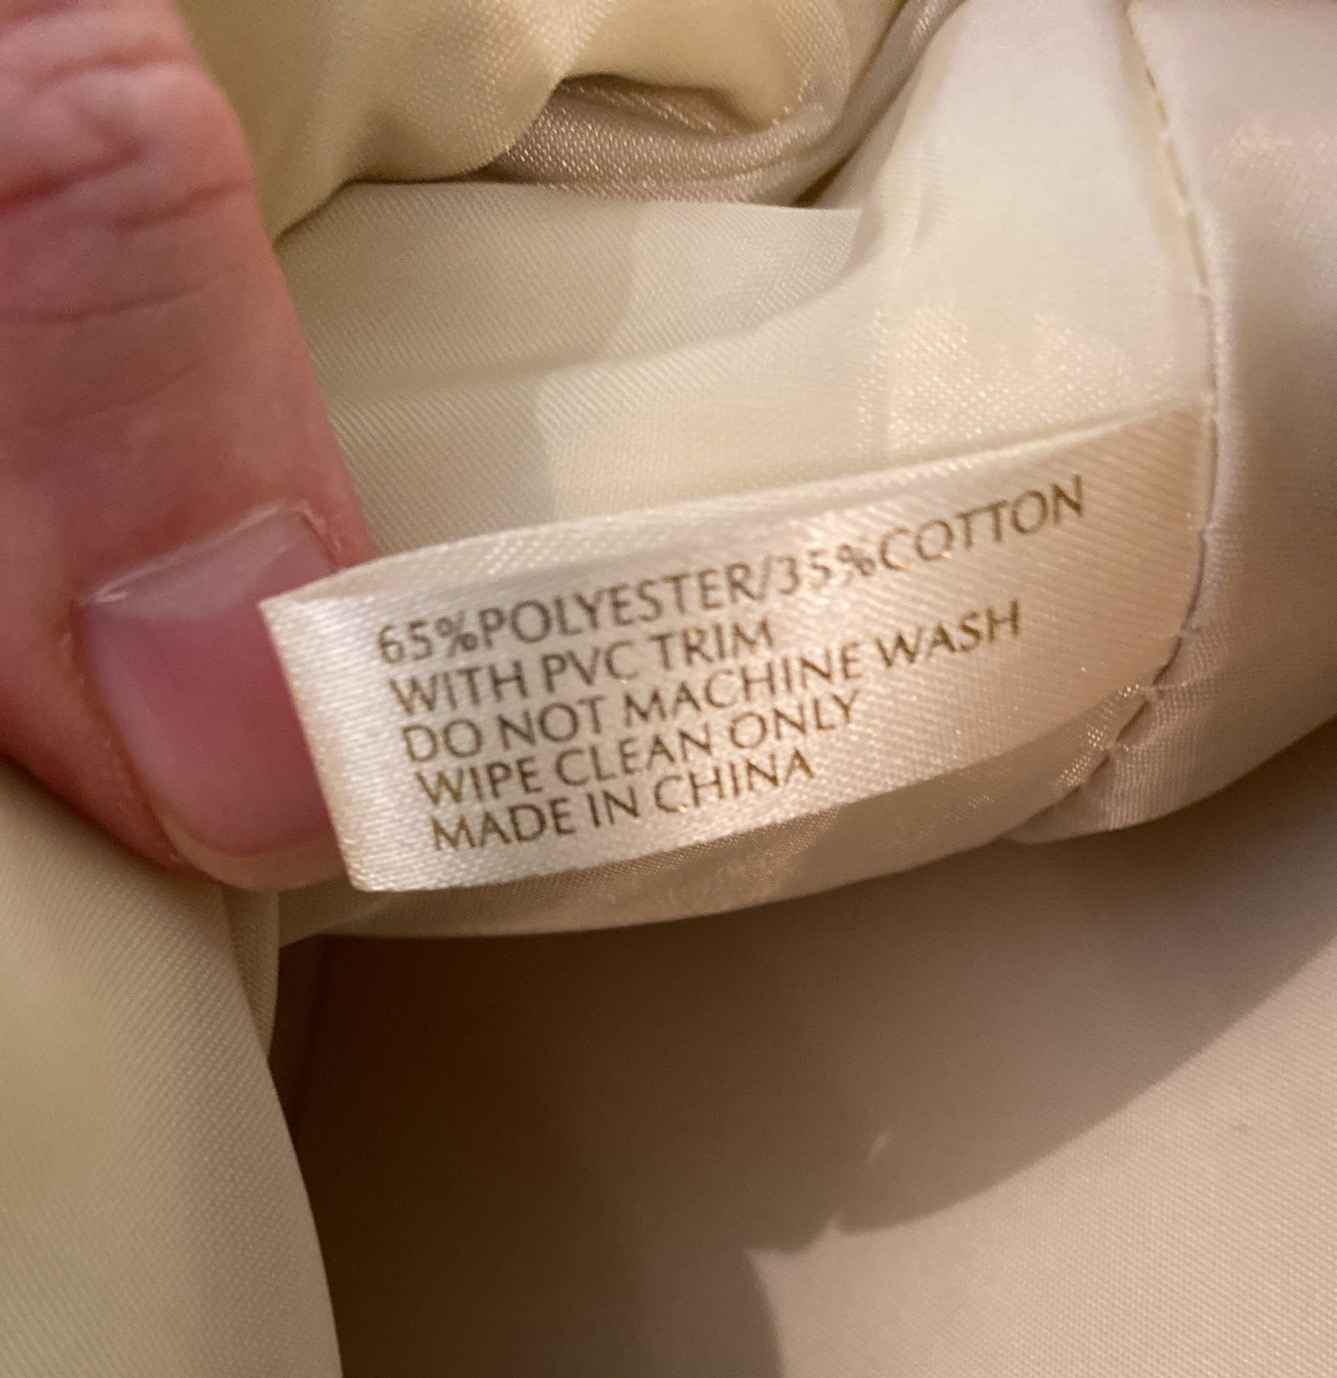 65%POLYESTER/35%COTTON
WITH PVC TRIM
DO NOT MACHINE WASH
WIPE CLEAN ONLY
MADE IN CHINA